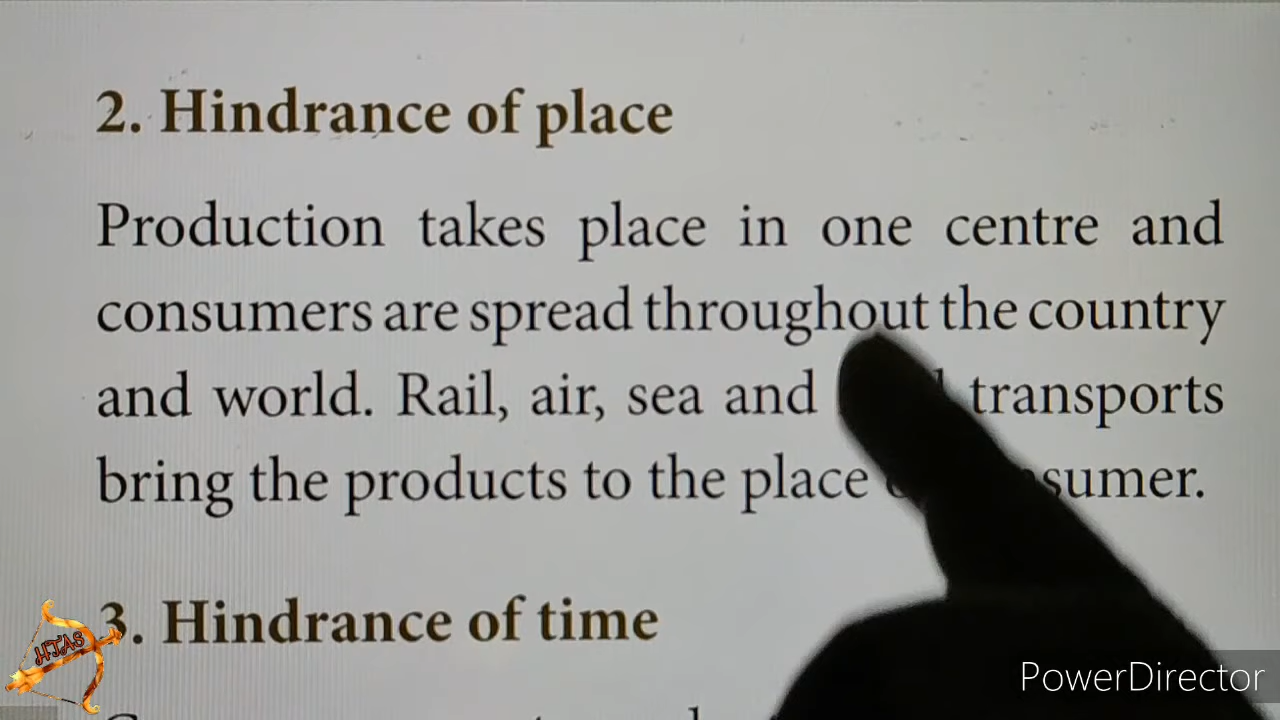 2. Hindrance of place
Production takes place in one centre and
consumers are spread throughout the country
and world. Rail, air, sea and transports
bring the products to the place
3. Hindrance of time
HTAS
PowerDirector